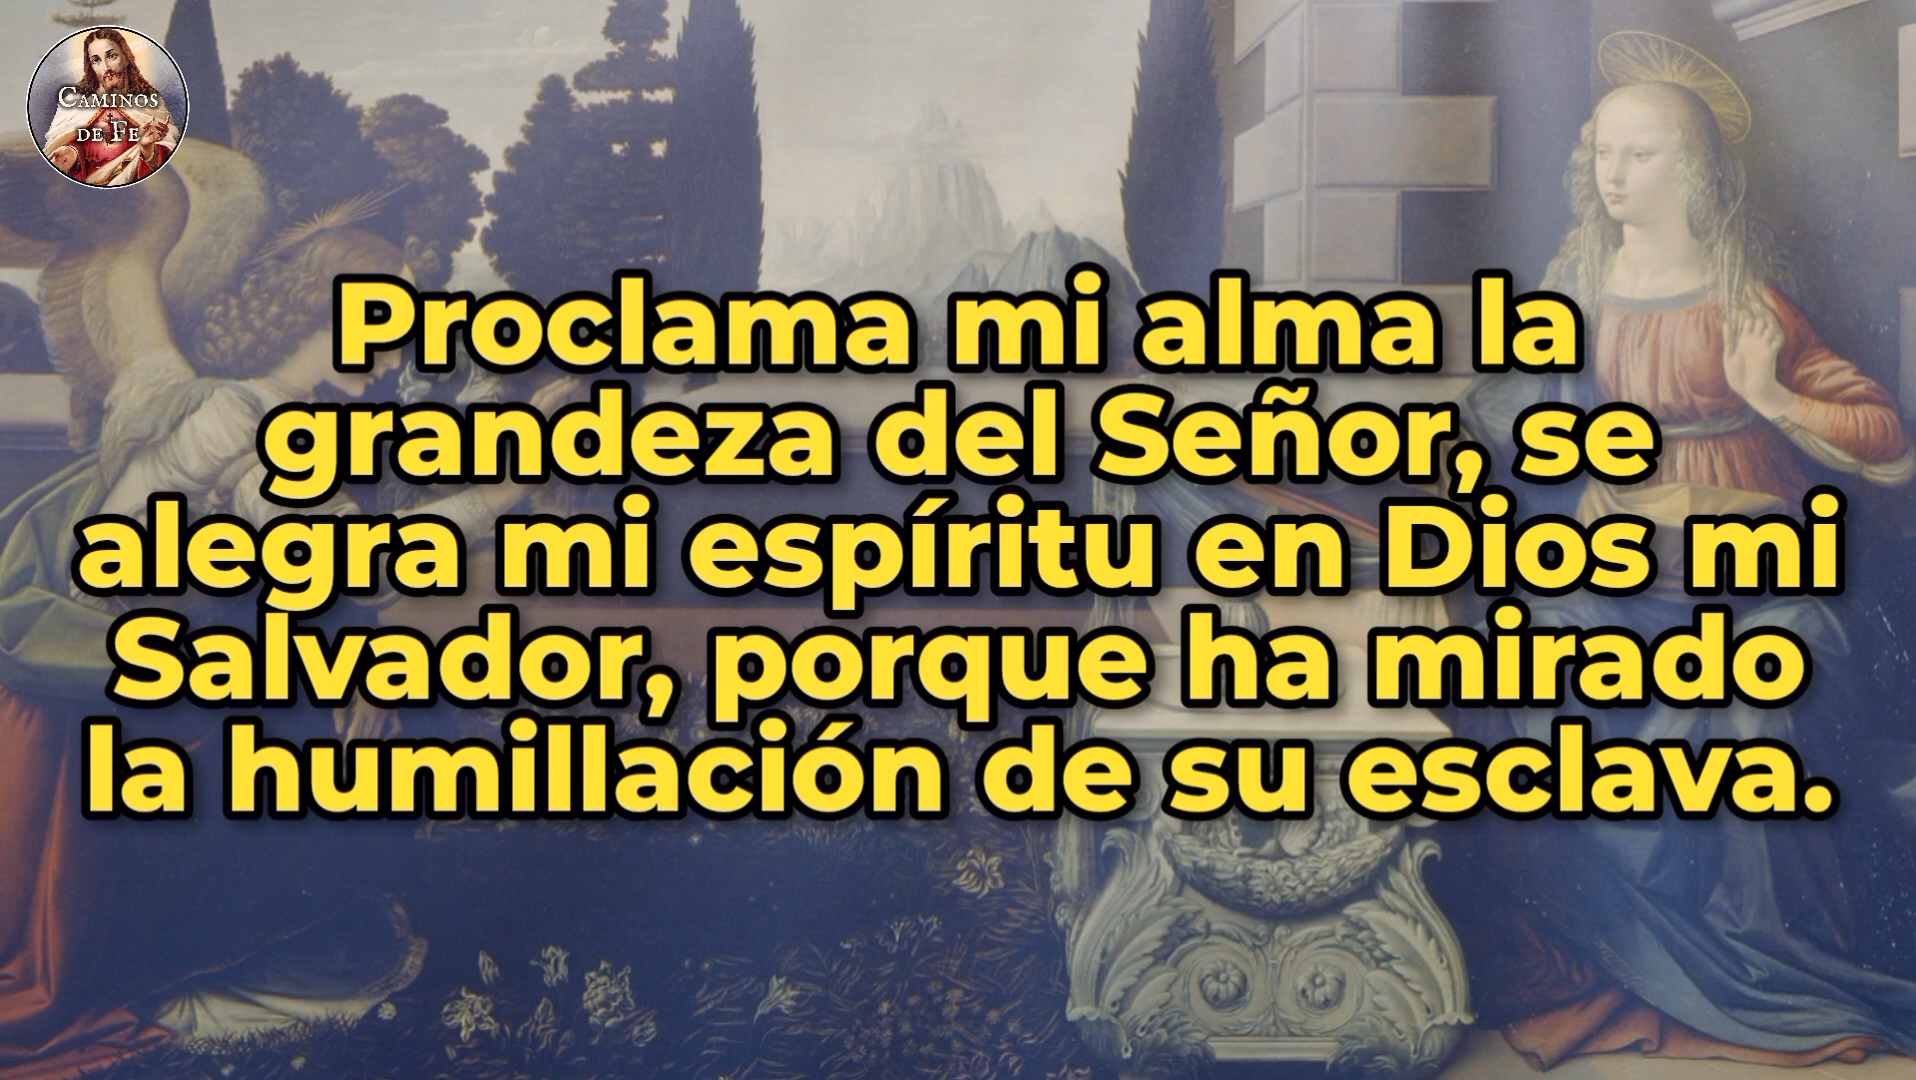 CAMINOS
DE FE
Proclama mi alma la
grandeza del Señor, se
alegra mi espíritu en Dios mi
Salvador, porque ha mirado
la humillación de su esclava.